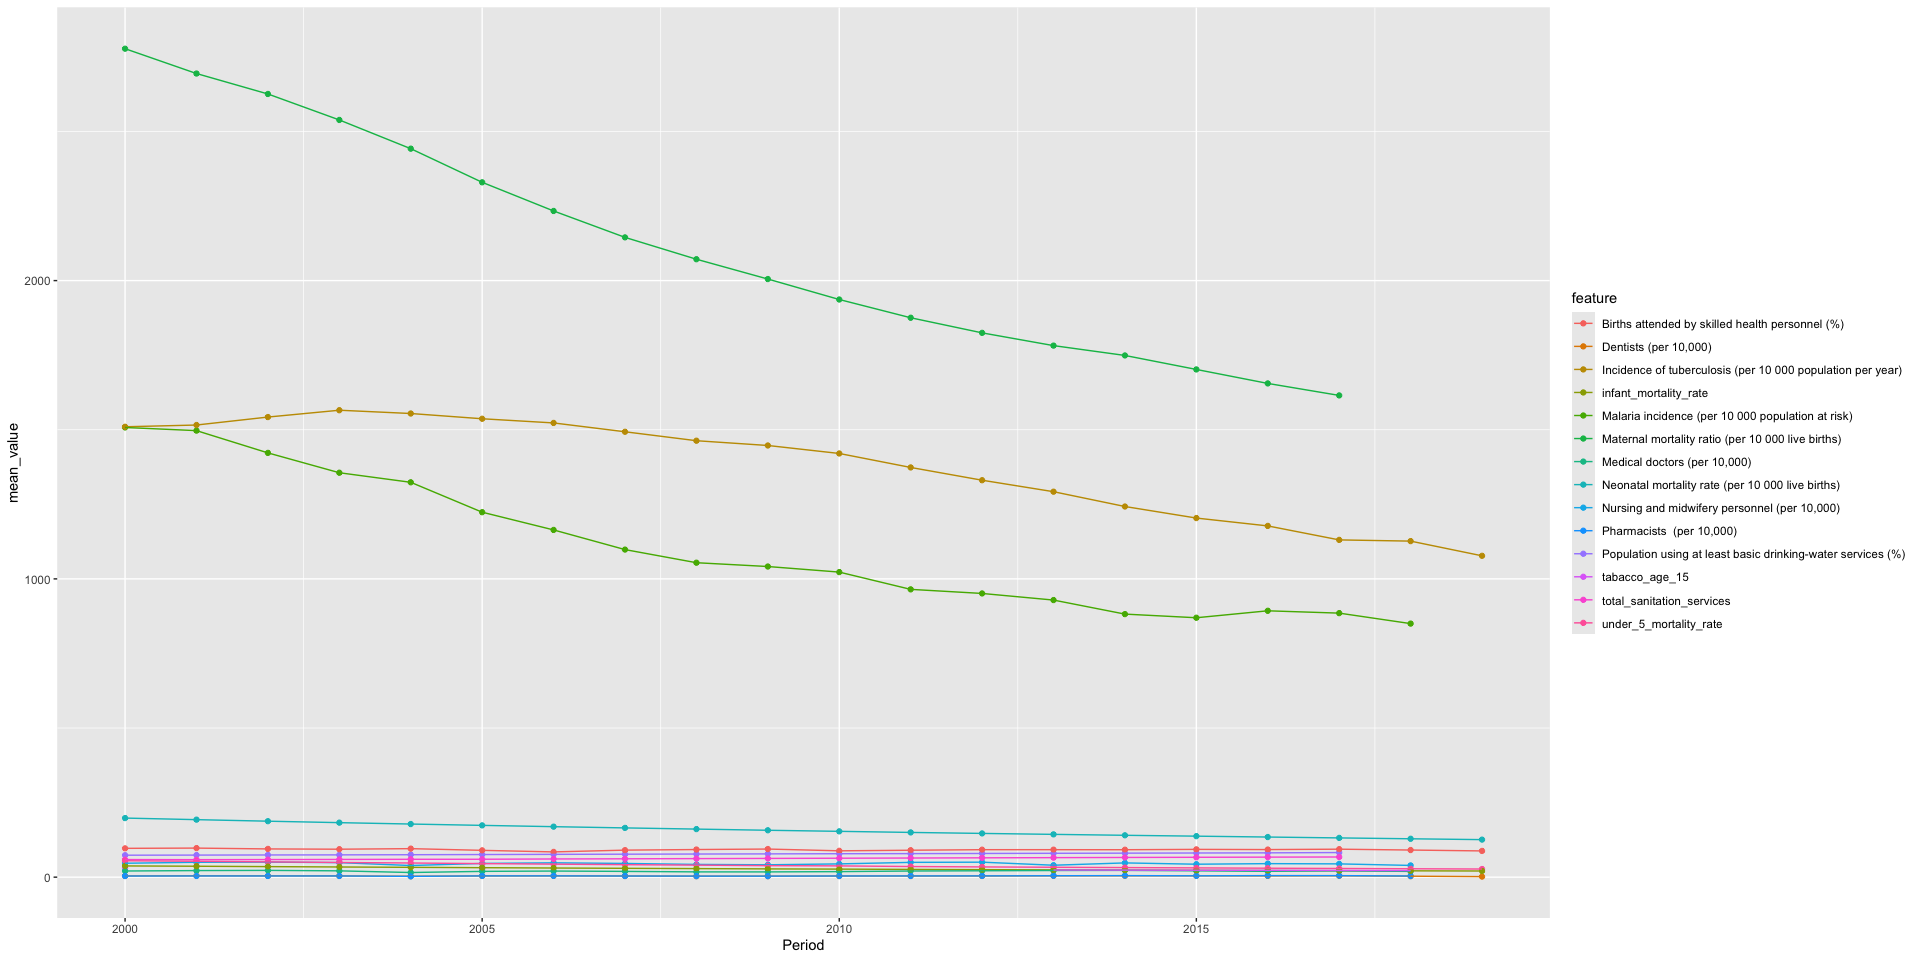 2000
1000
0
mean_value
2000
2005
2010
2015
Period
feature
Births attended by skilled health personnel (%)
Dentists (per 10,000)
Incidence of tuberculosis (per 10 000 population per year)
infant_mortality_rate
Malaria incidence (per 10 000 population at risk)
Maternal mortality ratio (per 10 000 live births)
Medical doctors (per 10,000)
Neonatal mortality rate (per 10 000 live births)
Nursing and midwifery personnel (per 10,000)
Pharmacists  (per 10,000)
Population using at least basic drinking-water services (%)
tabacco_age_15
total_sanitation_services
under_5_mortality_rate